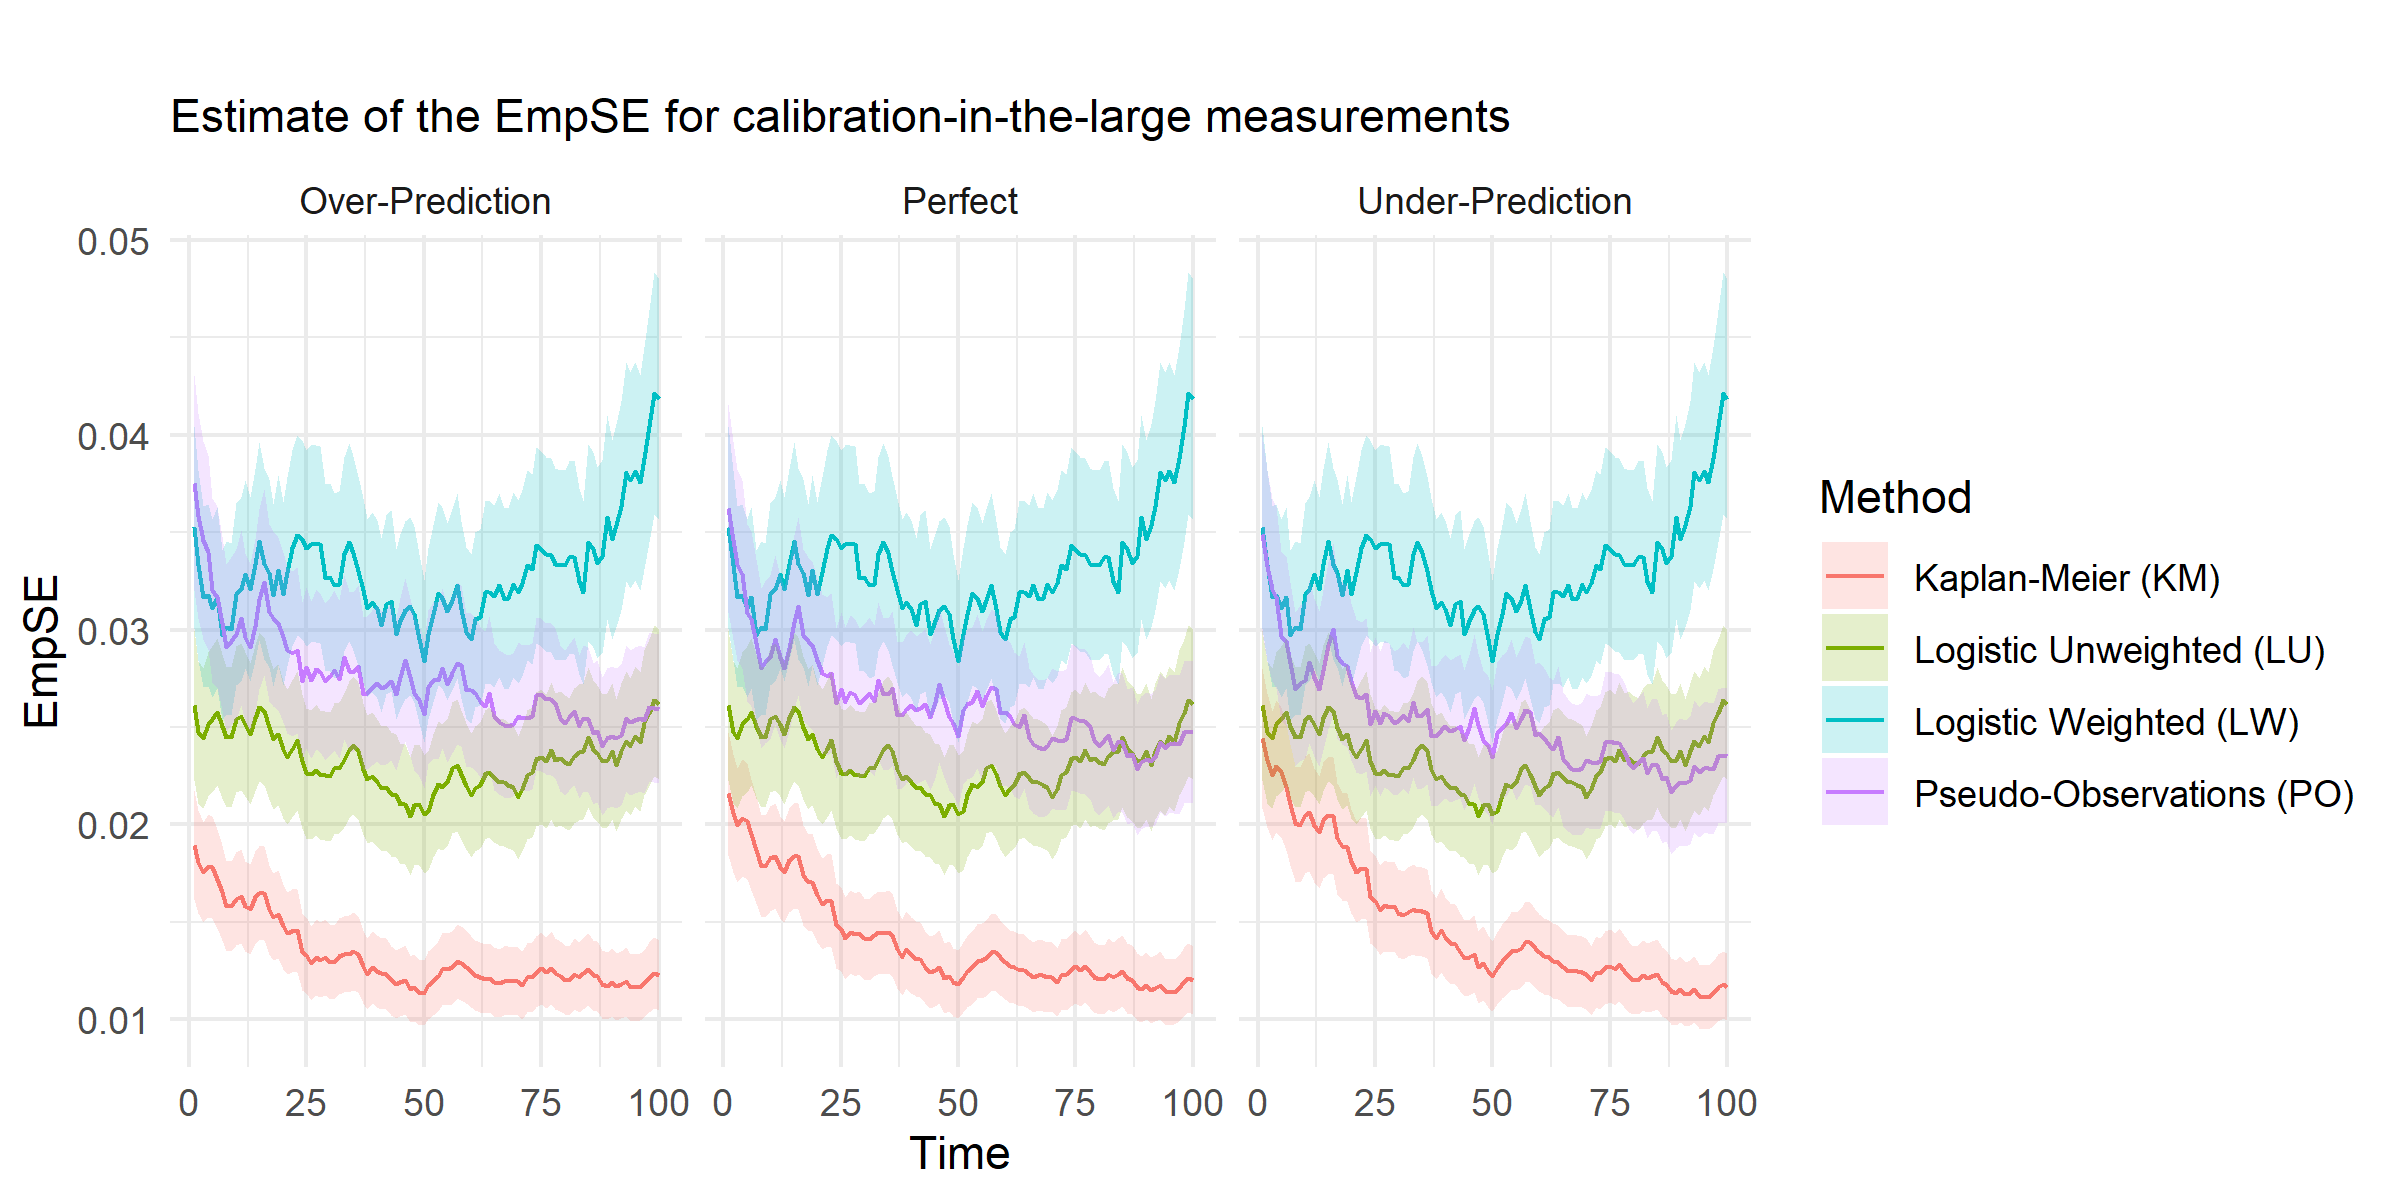 Estimate of the EmpSE for calibration-in-the-large measurements
Over-Prediction
Perfect
Under-Prediction
EmpSE
0.05
0.04
0.03
0.02
0.01
0 25 50 75 100
0 25 50 75 100
0 25 50 75 100
Time
Method
Kaplan-Meier (KM)
Logistic Unweighted (LU)
Logistic Weighted (LW)
Pseudo-Observations (PO)